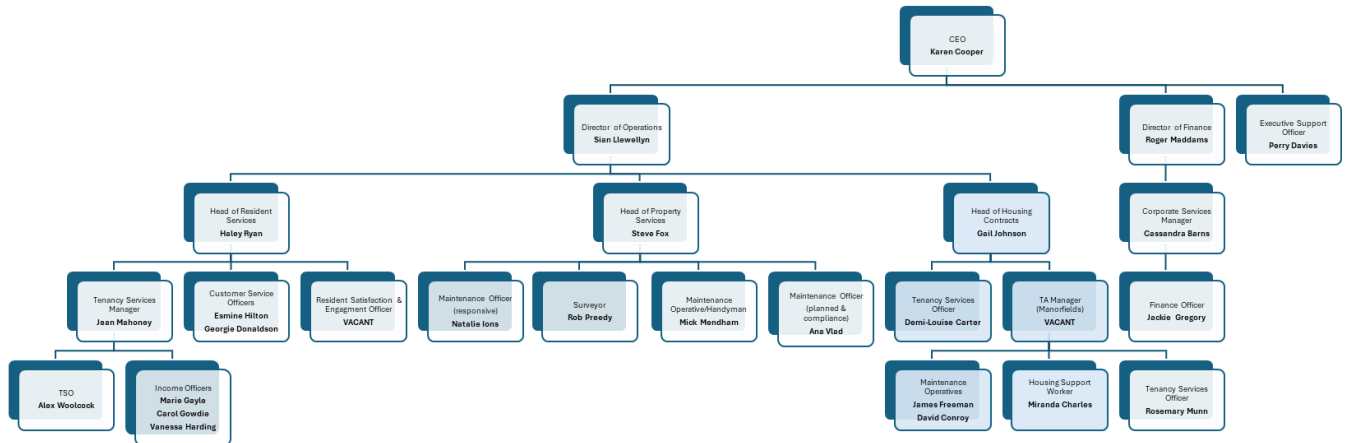 CEO
Karen Cooper
Director of Operations
Sian Llewellyn
Director of Finance
Roger Maddams
Executive Support
Officer
Perry Davies
Head of Resident
Services
Haley Ryan
Head of Property
Services
Steve Fox
Head of Housing
Contracts
Gail Johnson
Corporate Services
Manager
Cassandra Barns
Tenancy Services
Manager
Jean Mahoney
Customer Service
Officers
Esmine Hilton
Georgie Donaldson
Resident Satisfaction &
Engagment Officer
VACANT
Maintenance Officer
(responsive)
Natalie Ions
Surveyor
Rob Preedy
Maintenance
Operative/Handyman
Mick Mendham
Maintenance Officer
(planned &
compliance)
Ana Vlad
Tenancy Services
Officer
Demi-Louise Carter
TA Manager
(Manorfields)
VACANT
Finance Officer
Jackie Gregory
TSO
Alex Woolcock
Income Officers
Marie Gayle
Carol Gowdie
Vanessa Harding
Maintenance
Operatives
James Freeman
David Conroy
Housing Support
Worker
Miranda Charles
Tenancy Services
Officer
Rosemary Munn